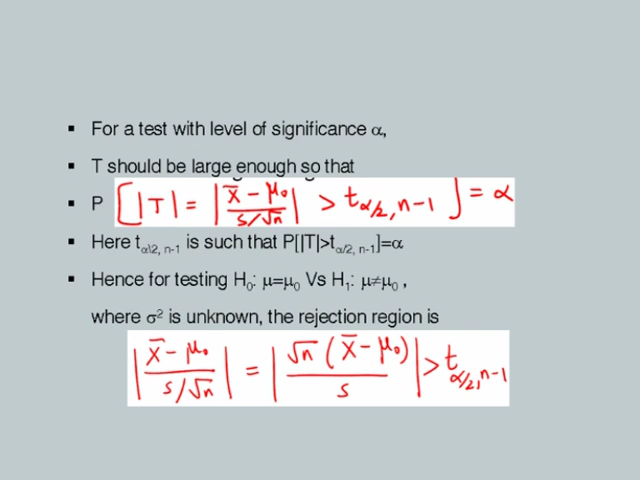 ▪ For a test with level of significance α,
▪ T should be large enough so that
▪ P [|T| = |x̄ - μ₀ / s/√n| > t_{α/2, n-1}] = α
▪ Here t_{α\2, n-1} is such that P[|T|>t_{α/2, n-1}]=α
▪ Hence for testing H₀: μ=μ₀ Vs H₁: μ≠μ₀ ,
where σ² is unknown, the rejection region is
|x̄ - μ₀ / s/√n| = |√n (x̄ - μ₀) / s| > t_{α/2, n-1}